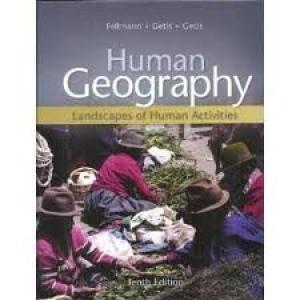 Fellmann • Getis • Getis
Human
Geography
Landscapes of Human Activities
Tenth Edition